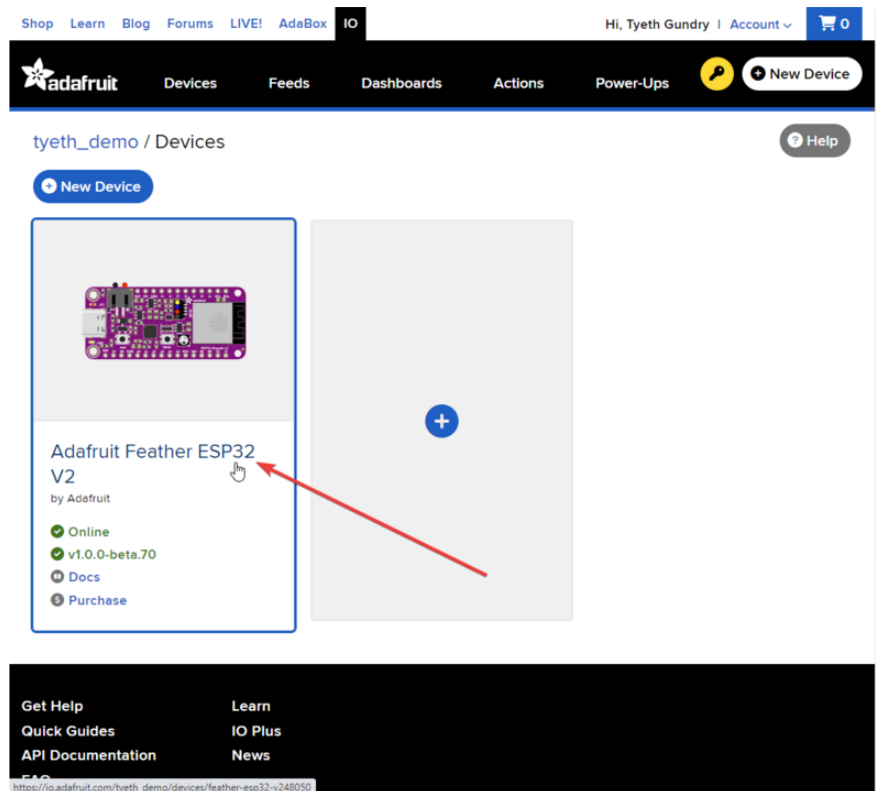 Shop Learn Blog Forums LIVE! AdaBox IO Hi, Tyeth Gundry | Account 0
adafruit Devices Feeds Dashboards Actions Power-Ups New Device
tyeth_demo / Devices Help
New Device
Adafruit Feather ESP32
V2
by Adafruit
Online
v1.0.0-beta.70
Docs
Purchase
Get Help Learn
Quick Guides IO Plus
API Documentation News
FAQ
https://io.adafruit.com/tyeth_demo/devices/feather-esp32-v248050